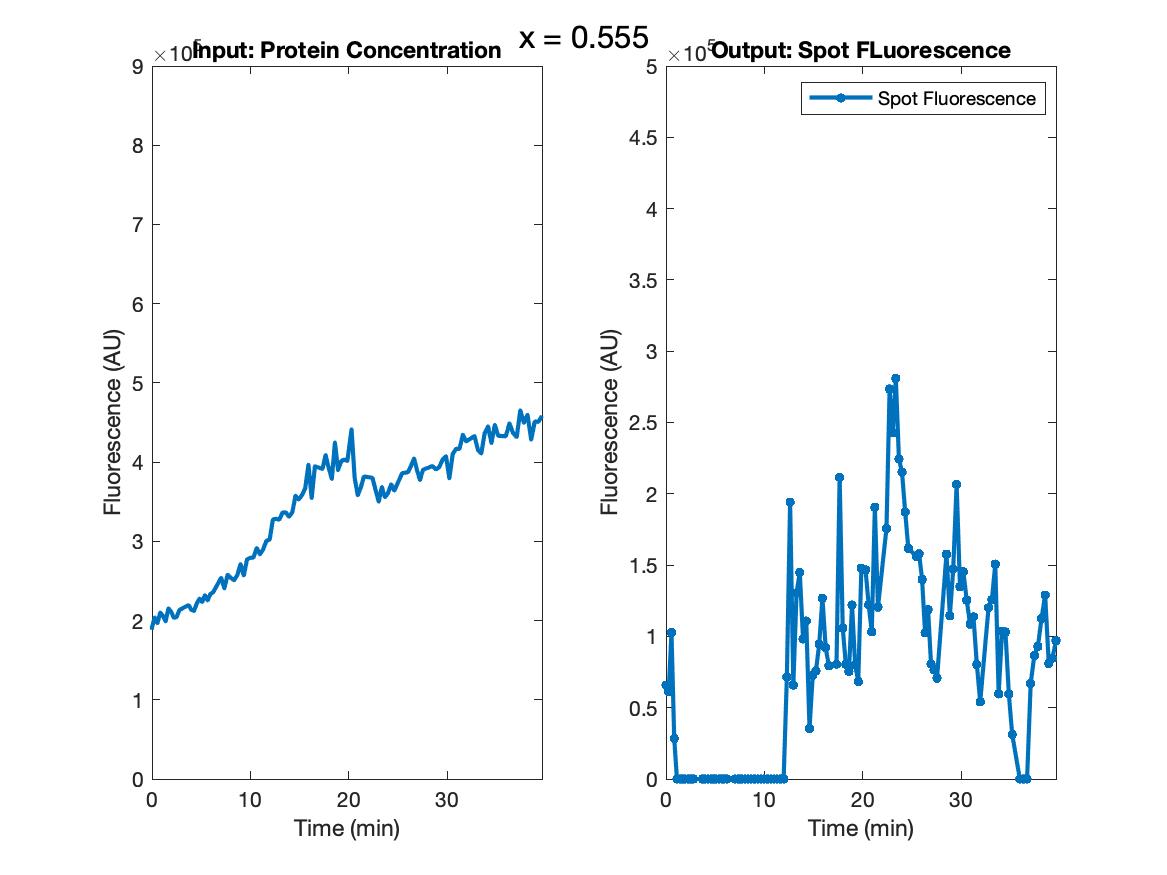 x = 0.555
×10⁵
Input: Protein Concentration
9
8
7
6
5
4
3
2
1
0
Fluorescence (AU)
0 10 20 30
Time (min)
×10⁵
Output: Spot FLuorescence
Spot Fluorescence
5
4.5
4
3.5
3
2.5
2
1.5
1
0.5
0
Fluorescence (AU)
0 10 20 30
Time (min)